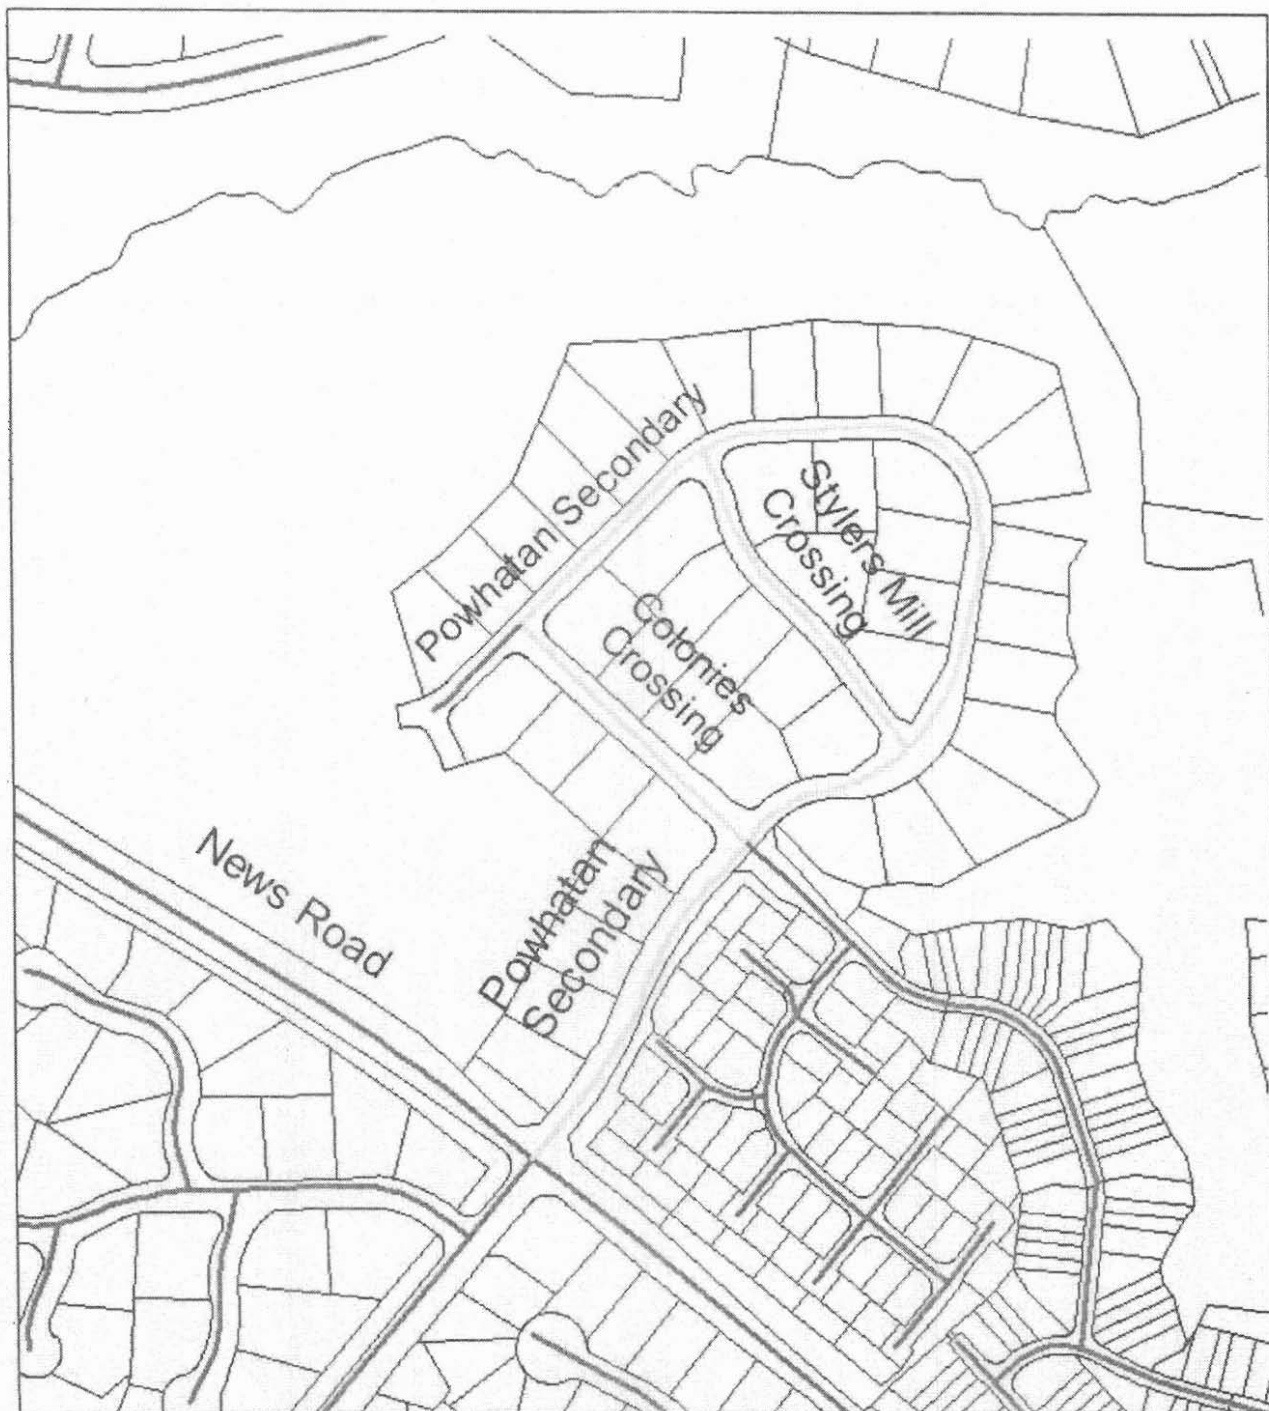 Powhatan Secondary
Stylers Mill
Crossing
Colonies
Crossing
News Road
Powhatan
Secondary